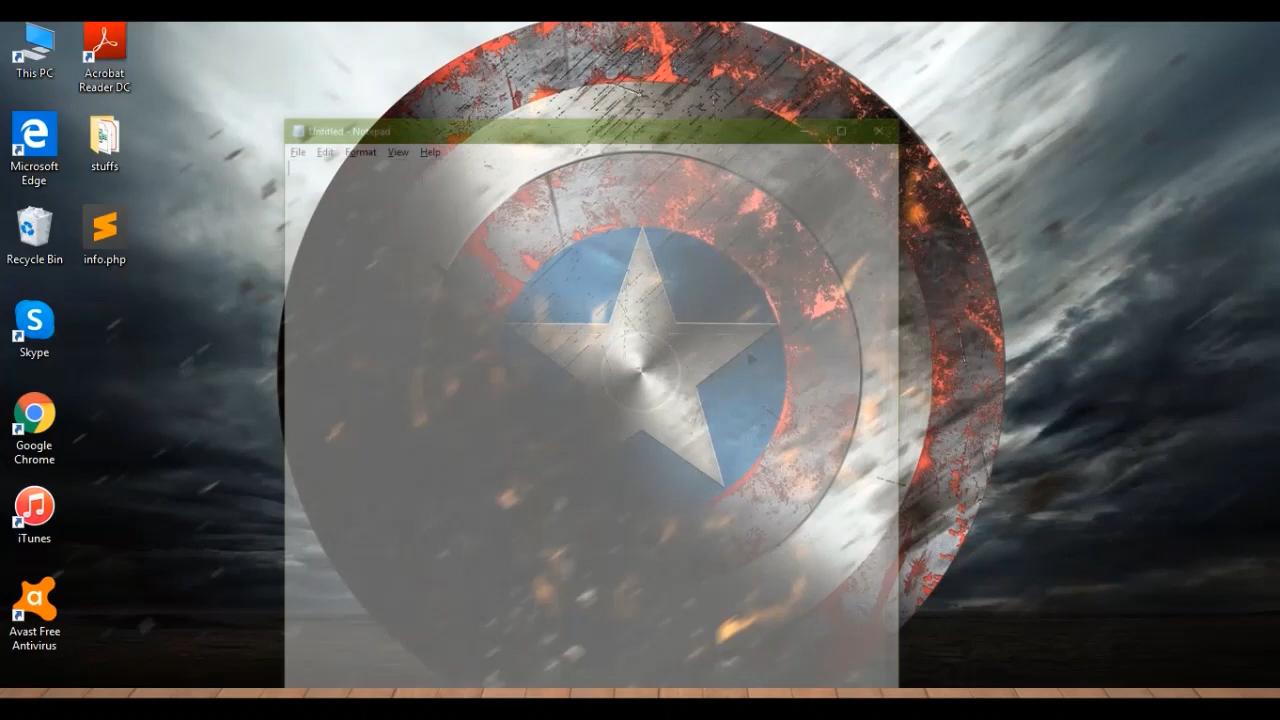 This PC
Acrobat
Reader DC
Microsoft
Edge
stuffs
Recycle Bin
info.php
Skype
Google
Chrome
iTunes
Avast Free
Antivirus
Untitled - Notepad
File Edit Format View Help